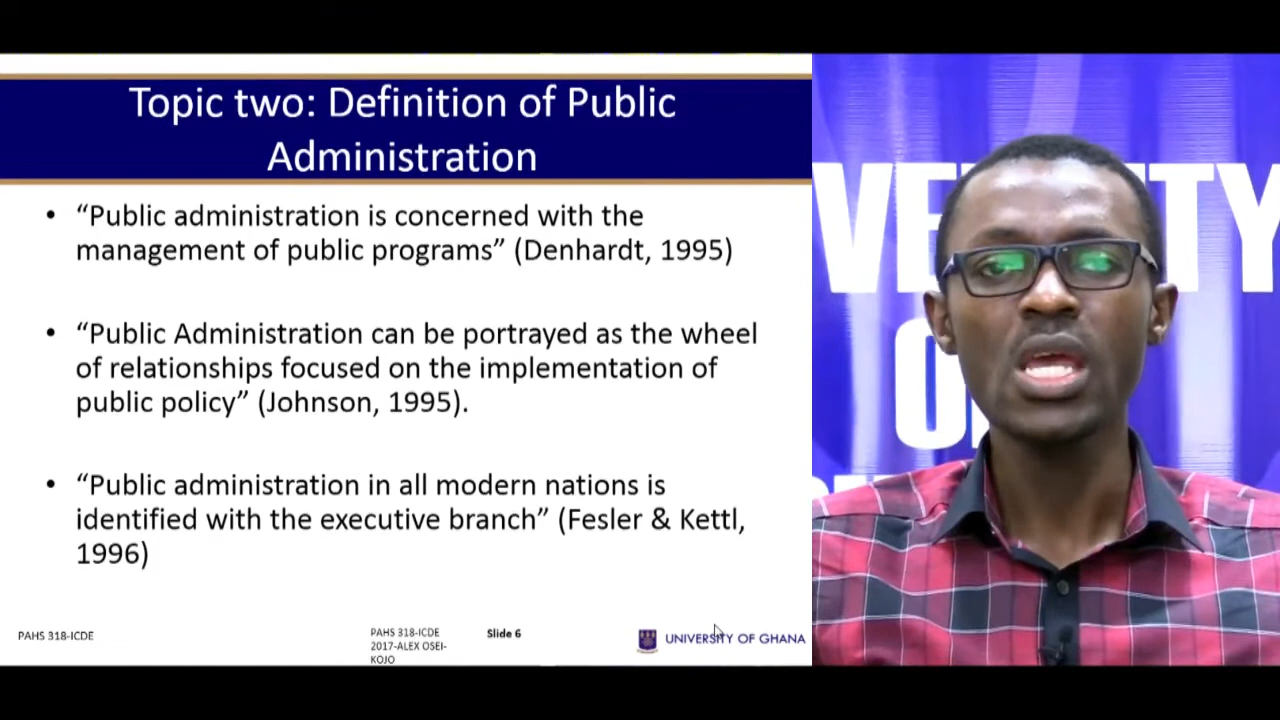 Topic two: Definition of Public
Administration
• “Public administration is concerned with the
management of public programs” (Denhardt, 1995)
• “Public Administration can be portrayed as the wheel
of relationships focused on the implementation of
public policy” (Johnson, 1995).
• “Public administration in all modern nations is
identified with the executive branch” (Fesler & Kettl,
1996)
PAHS 318-ICDE
PAHS 318-ICDE
2017-ALEX OSEI-
KOJO
Slide 6
UNIVERSITY OF GHANA